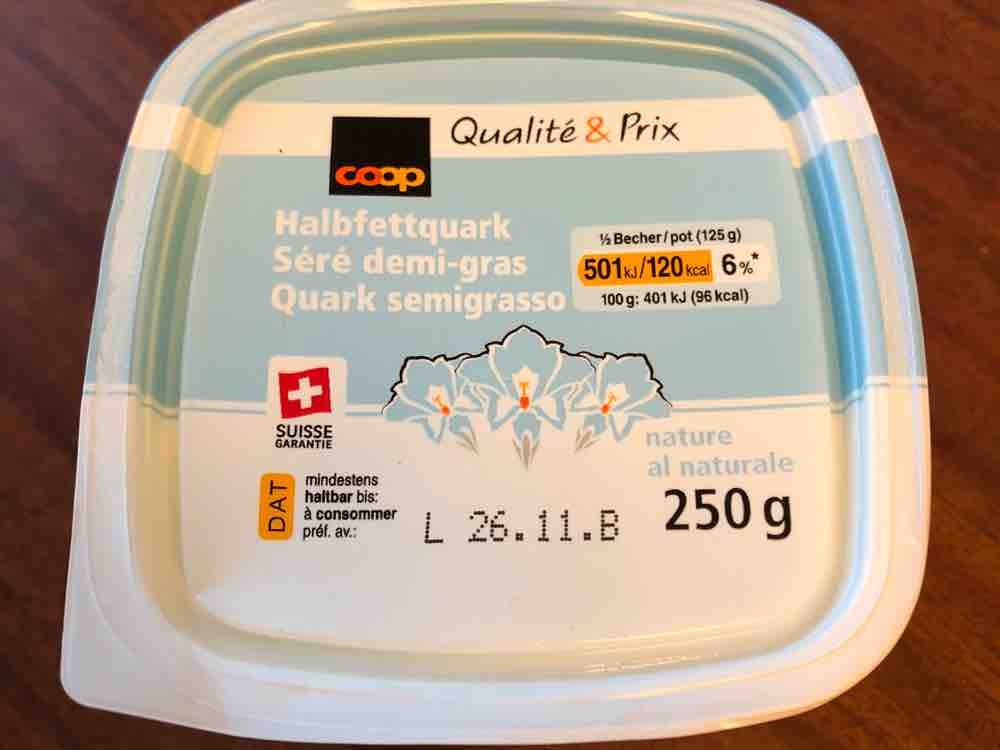 Qualité & Prix
coop
Halbfettquark
Séré demi-gras
Quark semigrasso
½ Becher/pot (125 g)
501 kJ/120 kcal 6%*
100 g: 401 kJ (96 kcal)
SUISSE
GARANTIE
nature
al naturale
250 g
DAT
mindestens
haltbar bis:
à consommer
préf. av.:
L 26.11.B